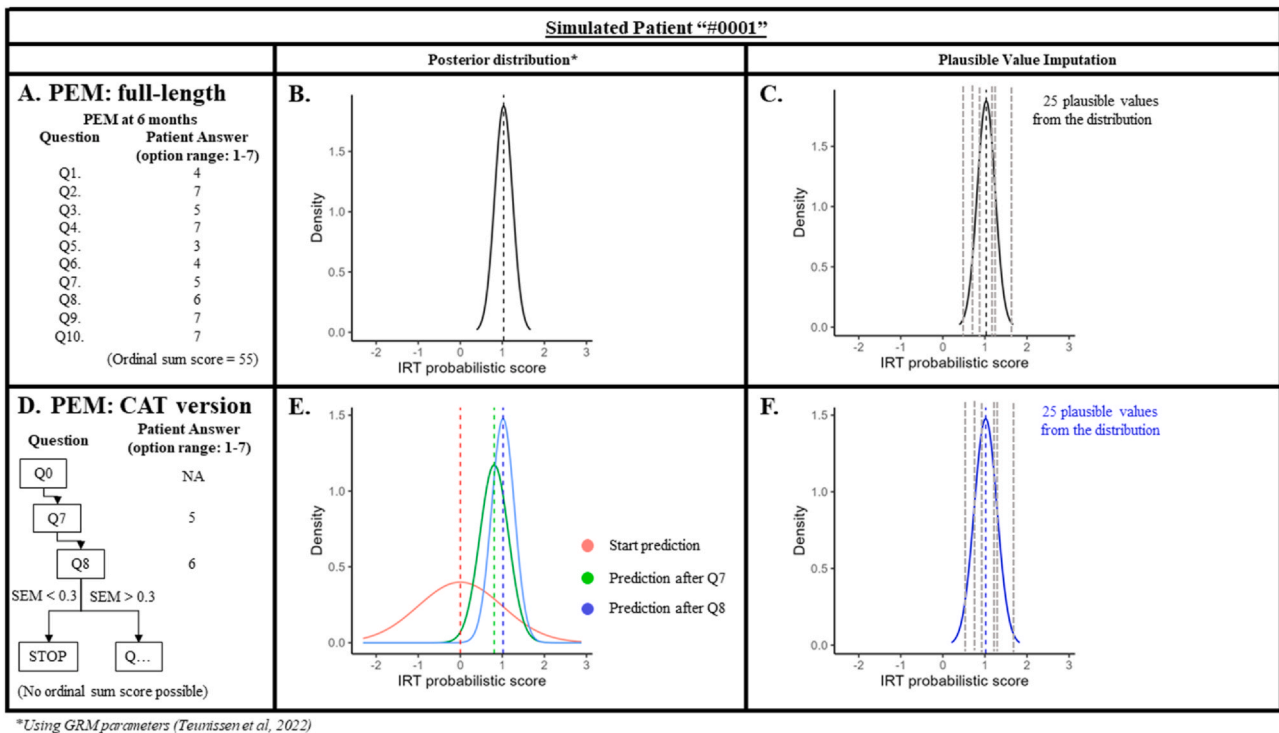 Simulated Patient “#0001”
Posterior distribution*
Plausible Value Imputation
A. PEM: full-length
PEM at 6 months
Question Patient Answer
(option range: 1-7)
Q1. 4
Q2. 7
Q3. 5
Q4. 7
Q5. 3
Q6. 4
Q7. 5
Q8. 6
Q9. 7
Q10. 7
(Ordinal sum score = 55)
B.
Density
1.5
1.0
0.5
0.0
-2 -1 0 1 2 3
IRT probabilistic score
C.
25 plausible values
from the distribution
Density
1.5
1.0
0.5
0.0
-2 -1 0 1 2 3
IRT probabilistic score
D. PEM: CAT version
Question Patient Answer
(option range: 1-7)
Q0 NA
Q7 5
Q8 6
SEM < 0.3 SEM > 0.3
STOP Q...
(No ordinal sum score possible)
E.
Density
1.5
1.0
0.5
0.0
-2 -1 0 1 2 3
IRT probabilistic score
Start prediction
Prediction after Q7
Prediction after Q8
F.
25 plausible values
from the distribution
Density
1.5
1.0
0.5
0.0
-2 -1 0 1 2 3
IRT probabilistic score
*Using GRM parameters (Teunissen et al, 2022)